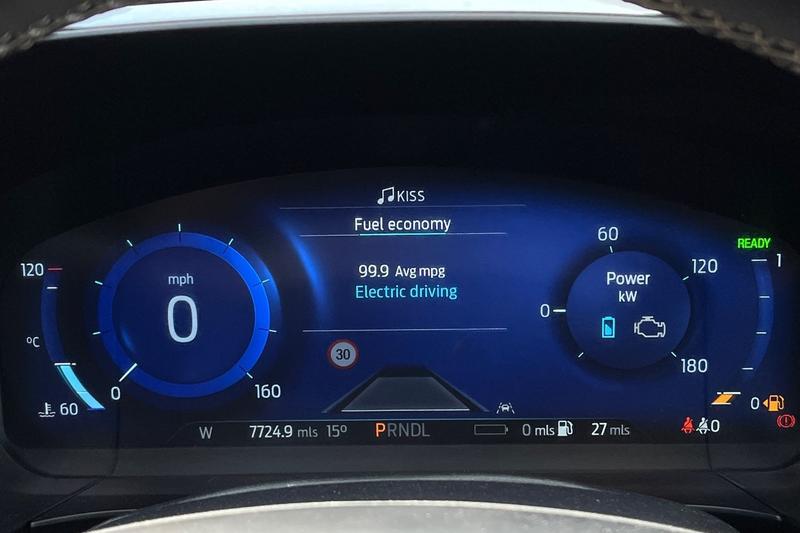 KISS
Fuel economy
99.9 Avg mpg
Electric driving
120
°C
60
mph
0
0
160
30
60
0
120
180
Power
kW
READY
1
0
W 7724.9 mls 15° PRNDL 0 mls 27 mls
0